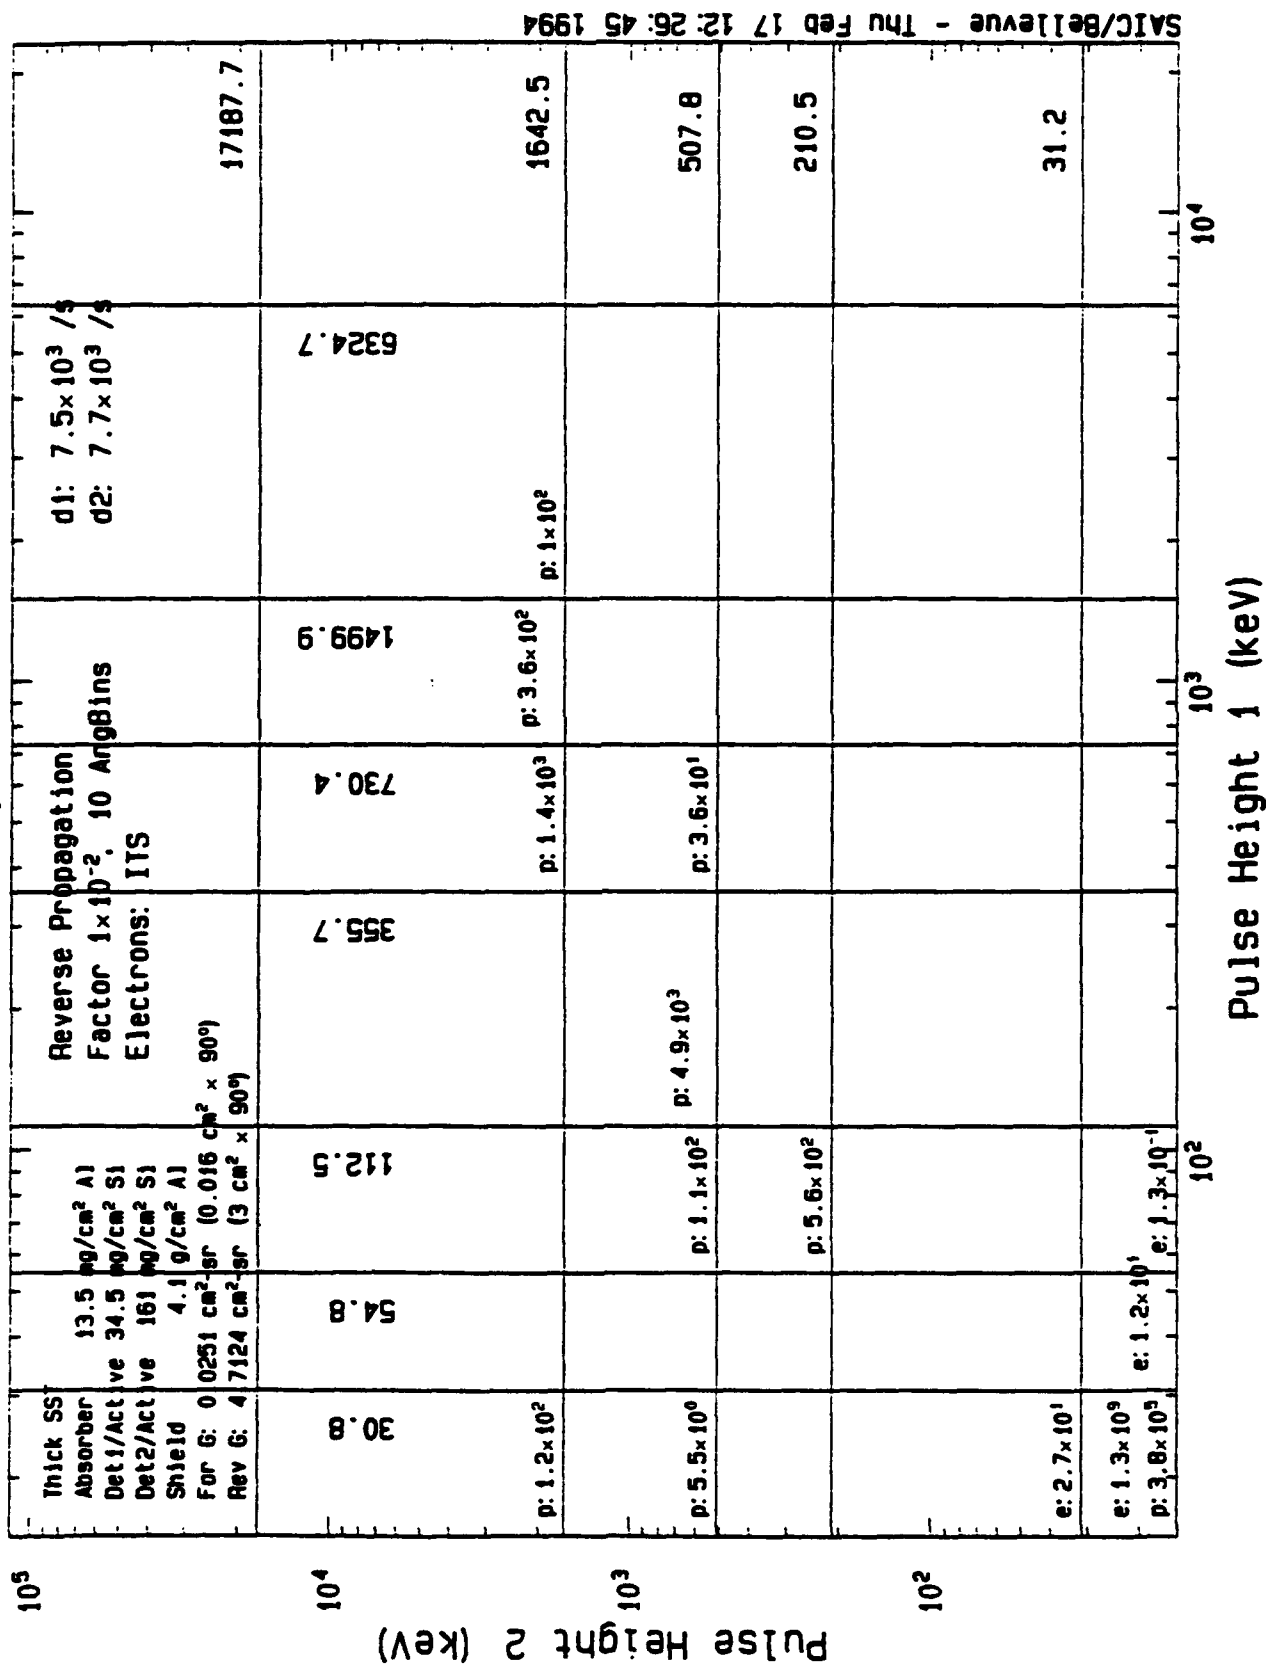 Thick SST
Absorber 13.5 mg/cm² Al
Det1/Active 34.5 mg/cm² Si
Det2/Active 161 mg/cm² Si
Shield 4.1 g/cm² Al
For G: 0.0251 cm²-sr (0.016 cm² × 90º)
Rev G: 4.7124 cm²-sr (3 cm² × 90º)
Reverse Propagation
Factor 1×10⁻², 10 AngBins
Electrons: ITS
d1: 7.5×10³ /s
d2: 7.7×10³ /s
17187.7
1642.5
507.8
210.5
31.2
30.8
54.8
112.5
355.7
730.4
1499.9
6324.7
p: 1.2×10²
p: 1.4×10³
p: 3.6×10²
p: 1×10²
p: 5.5×10⁰
p: 1.1×10²
p: 4.9×10³
p: 3.6×10¹
p: 5.6×10²
e: 2.7×10¹
e: 1.3×10⁹
p: 3.8×10⁵
e: 1.2×10¹
e: 1.3×10⁻¹
10⁵
10⁴
10³
10²
Pulse Height 2 (keV)
10²
10³
10⁴
Pulse Height 1 (keV)
SAIC/Bellevue - Thu Feb 17 12:26:45 1994